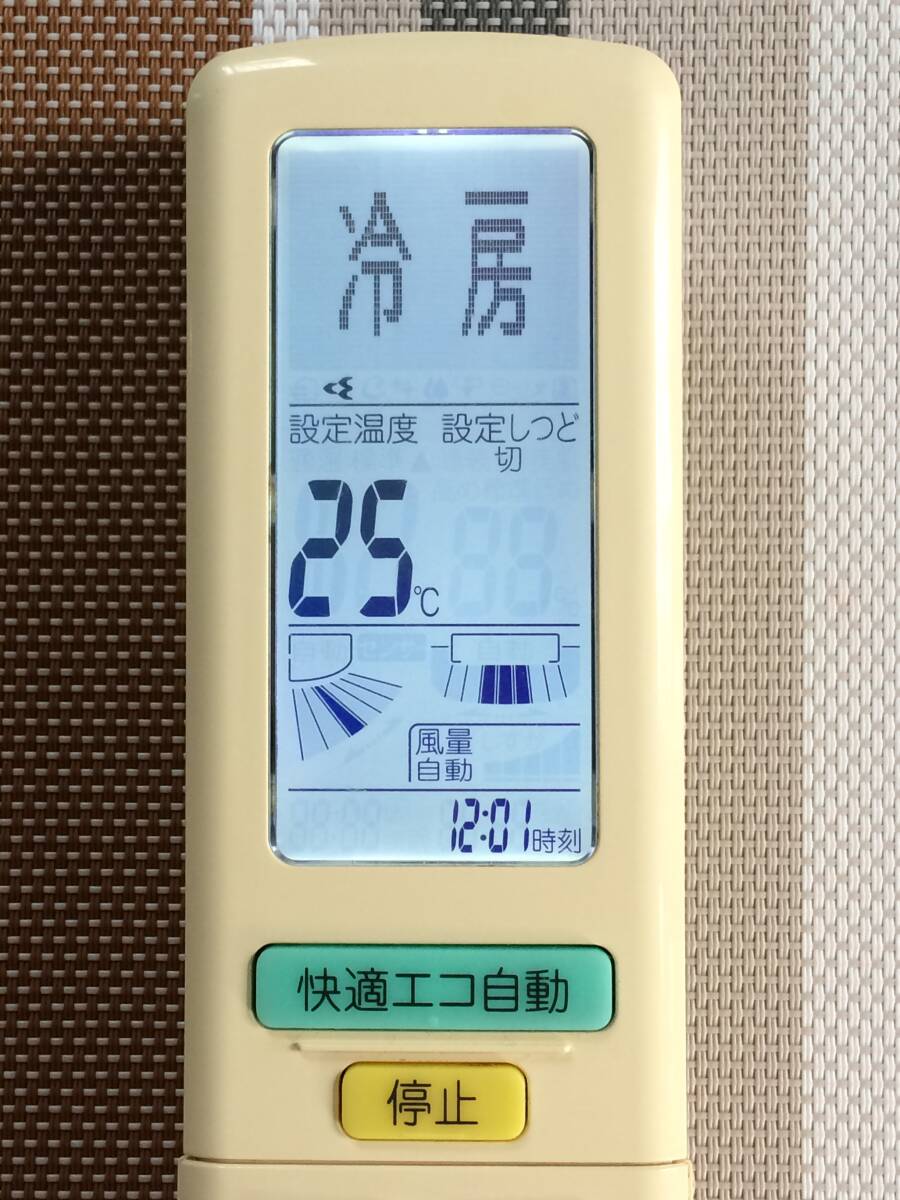 冷房
設定温度 設定しつど
切
25℃
風量
自動
12:01時刻
快適エコ自動
停止